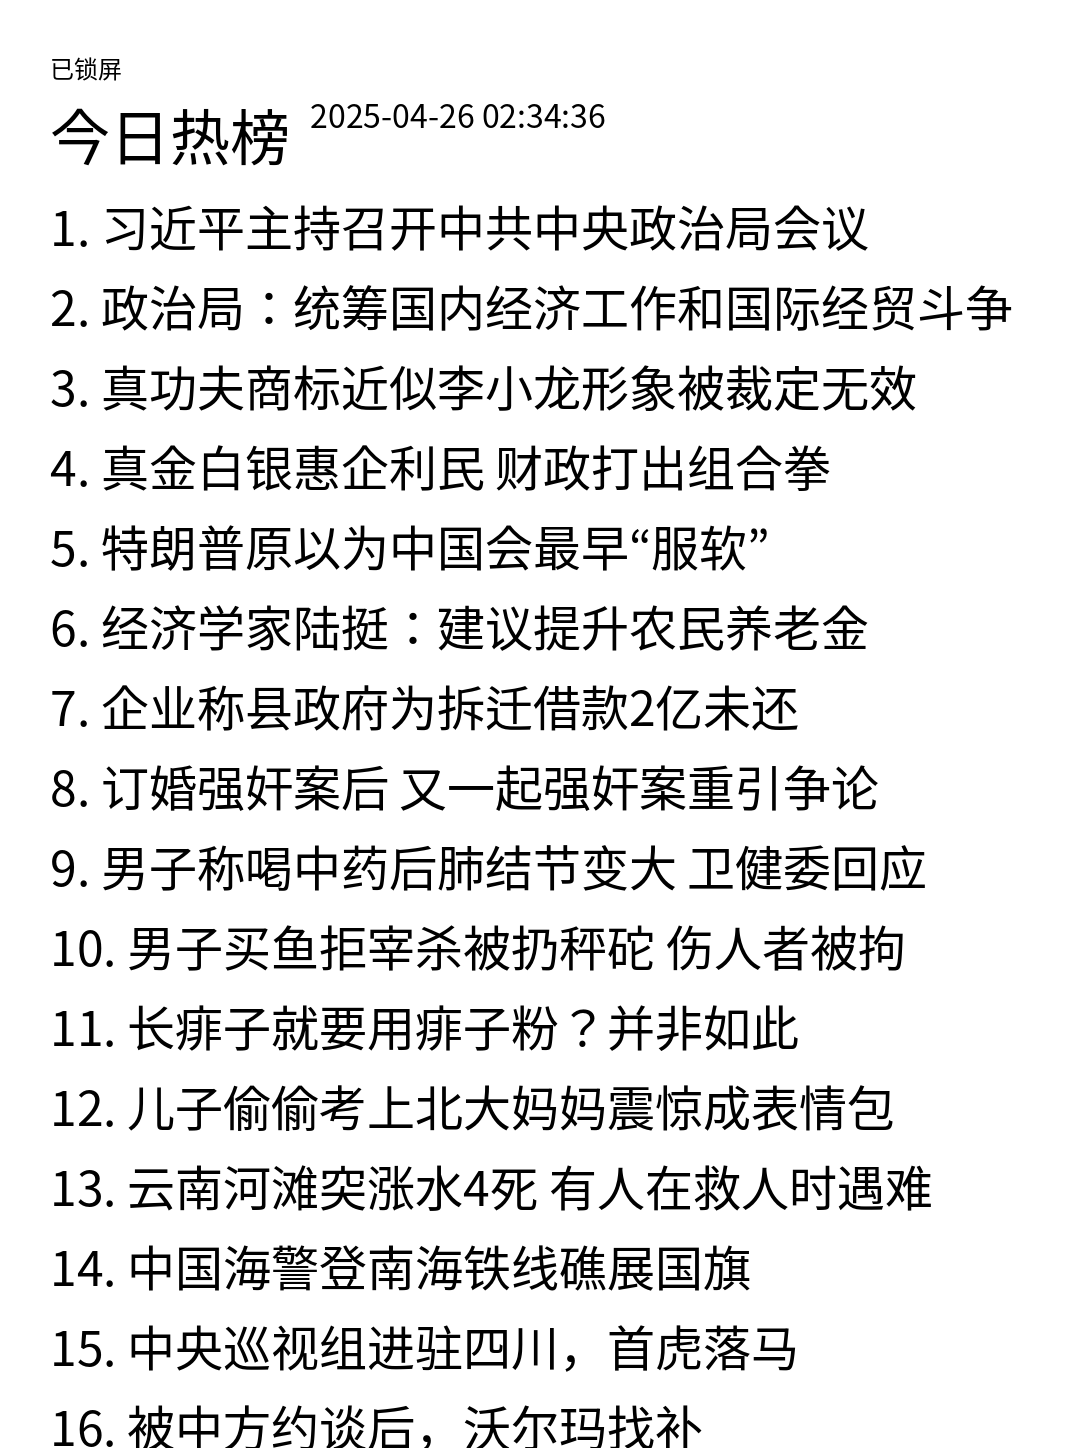 已锁屏
今日热榜 2025-04-26 02:34:36
1. 习近平主持召开中共中央政治局会议
2. 政治局：统筹国内经济工作和国际经贸斗争
3. 真功夫商标近似李小龙形象被裁定无效
4. 真金白银惠企利民 财政打出组合拳
5. 特朗普原以为中国会最早“服软”
6. 经济学家陆挺：建议提升农民养老金
7. 企业称县政府为拆迁借款2亿未还
8. 订婚强奸案后 又一起强奸案重引争论
9. 男子称喝中药后肺结节变大 卫健委回应
10. 男子买鱼拒宰杀被扔秤砣 伤人者被拘
11. 长痱子就要用痱子粉？并非如此
12. 儿子偷偷考上北大妈妈震惊成表情包
13. 云南河滩突涨水4死 有人在救人时遇难
14. 中国海警登南海铁线礁展国旗
15. 中央巡视组进驻四川，首虎落马
16. 被中方约谈后，沃尔玛找补